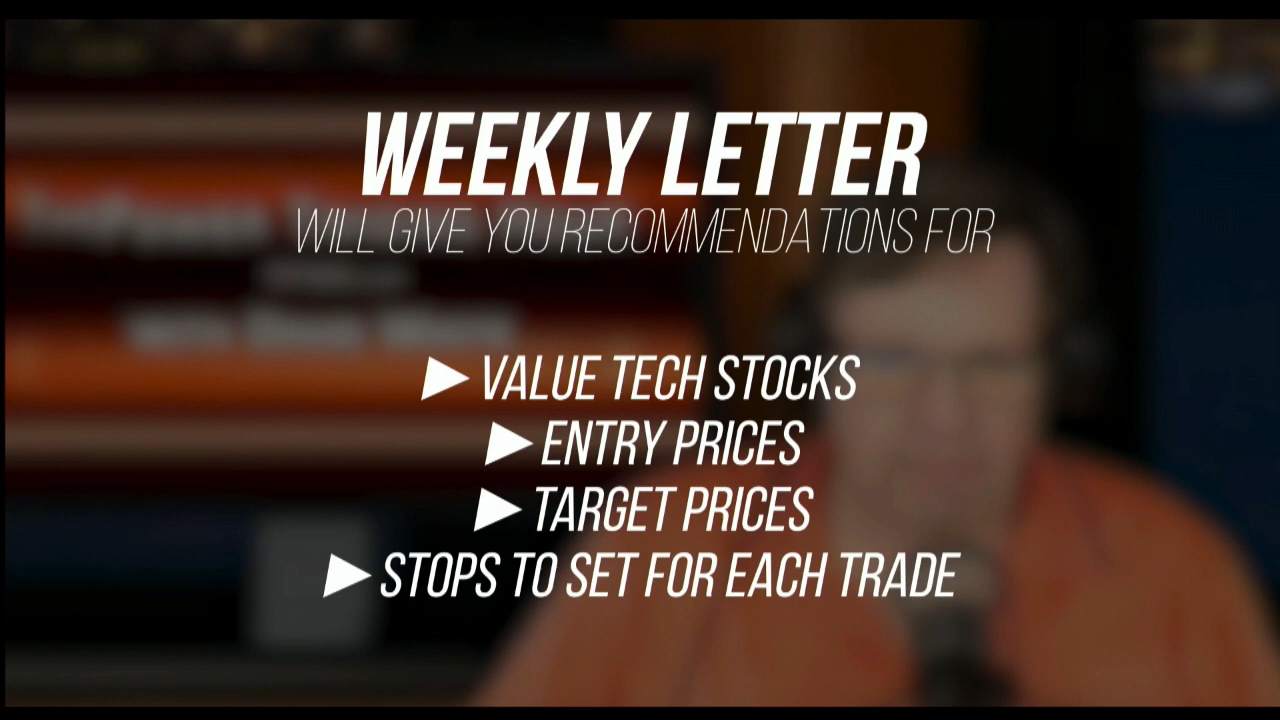 WEEKLY LETTER
WILL GIVE YOU RECOMMENDATIONS FOR
▶ VALUE TECH STOCKS
▶ ENTRY PRICES
▶ TARGET PRICES
▶ STOPS TO SET FOR EACH TRADE